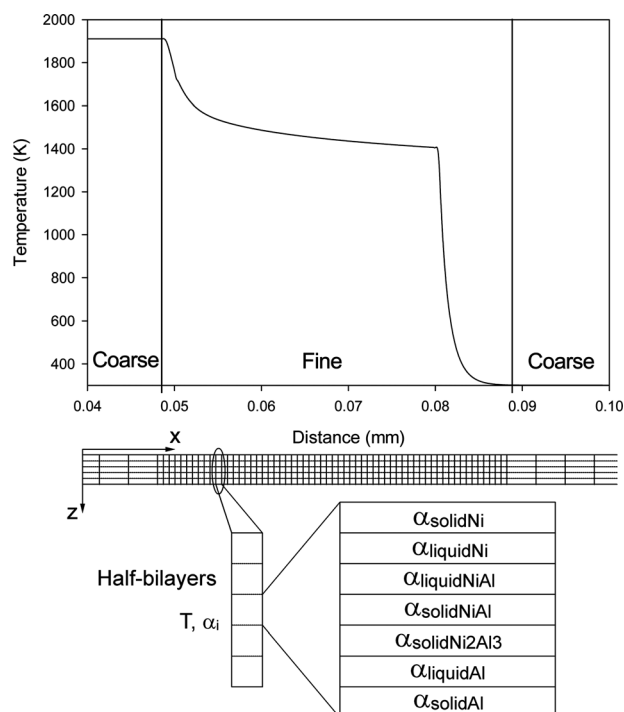 2000
1800
1600
1400
1200
1000
800
600
400
Temperature (K)
Coarse
Fine
Coarse
0.04
0.05
0.06
0.07
0.08
0.09
0.10
x
Distance (mm)
z
Half-bilayers
T, αi
αsolidNi
αliquidNi
αliquidNiAl
αsolidNiAl
αsolidNi2Al3
αliquidAl
αsolidAl